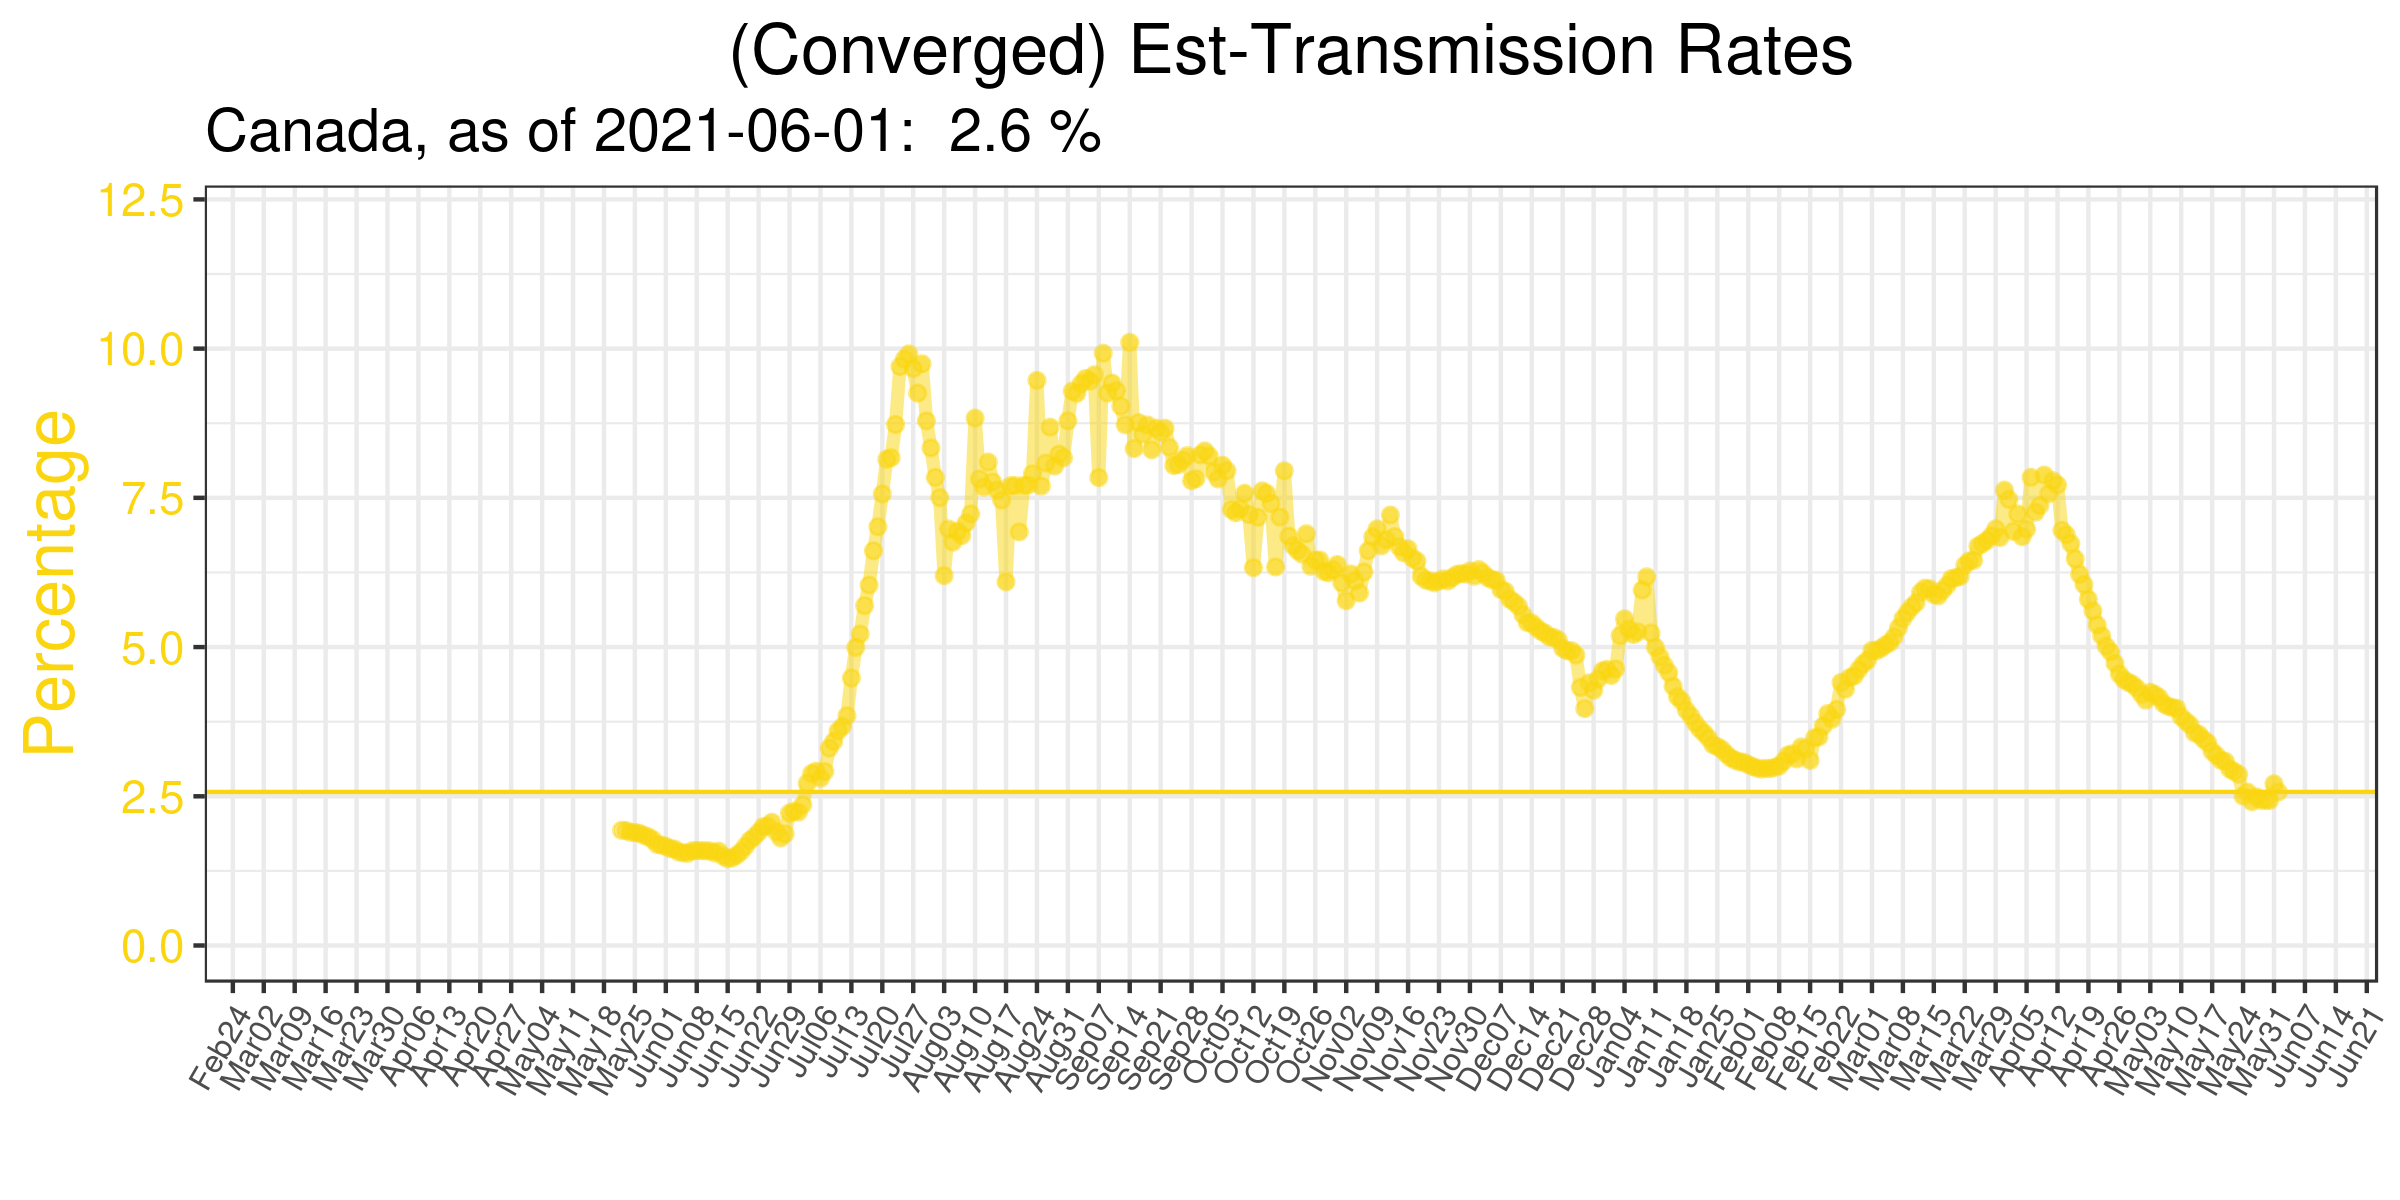 (Converged) Est-Transmission Rates
Canada, as of 2021-06-01:  2.6 %
Percentage
12.5
10.0
7.5
5.0
2.5
0.0
Feb24
Mar02
Mar09
Mar16
Mar23
Mar30
Apr06
Apr13
Apr20
Apr27
May04
May11
May18
May25
Jun01
Jun08
Jun15
Jun22
Jun29
Jul06
Jul13
Jul20
Jul27
Aug03
Aug10
Aug17
Aug24
Aug31
Sep07
Sep14
Sep21
Sep28
Oct05
Oct12
Oct19
Oct26
Nov02
Nov09
Nov16
Nov23
Nov30
Dec07
Dec14
Dec21
Dec28
Jan04
Jan11
Jan18
Jan25
Feb01
Feb08
Feb15
Feb22
Mar01
Mar08
Mar15
Mar22
Mar29
Apr05
Apr12
Apr19
Apr26
May03
May10
May17
May24
May31
Jun07
Jun14
Jun21